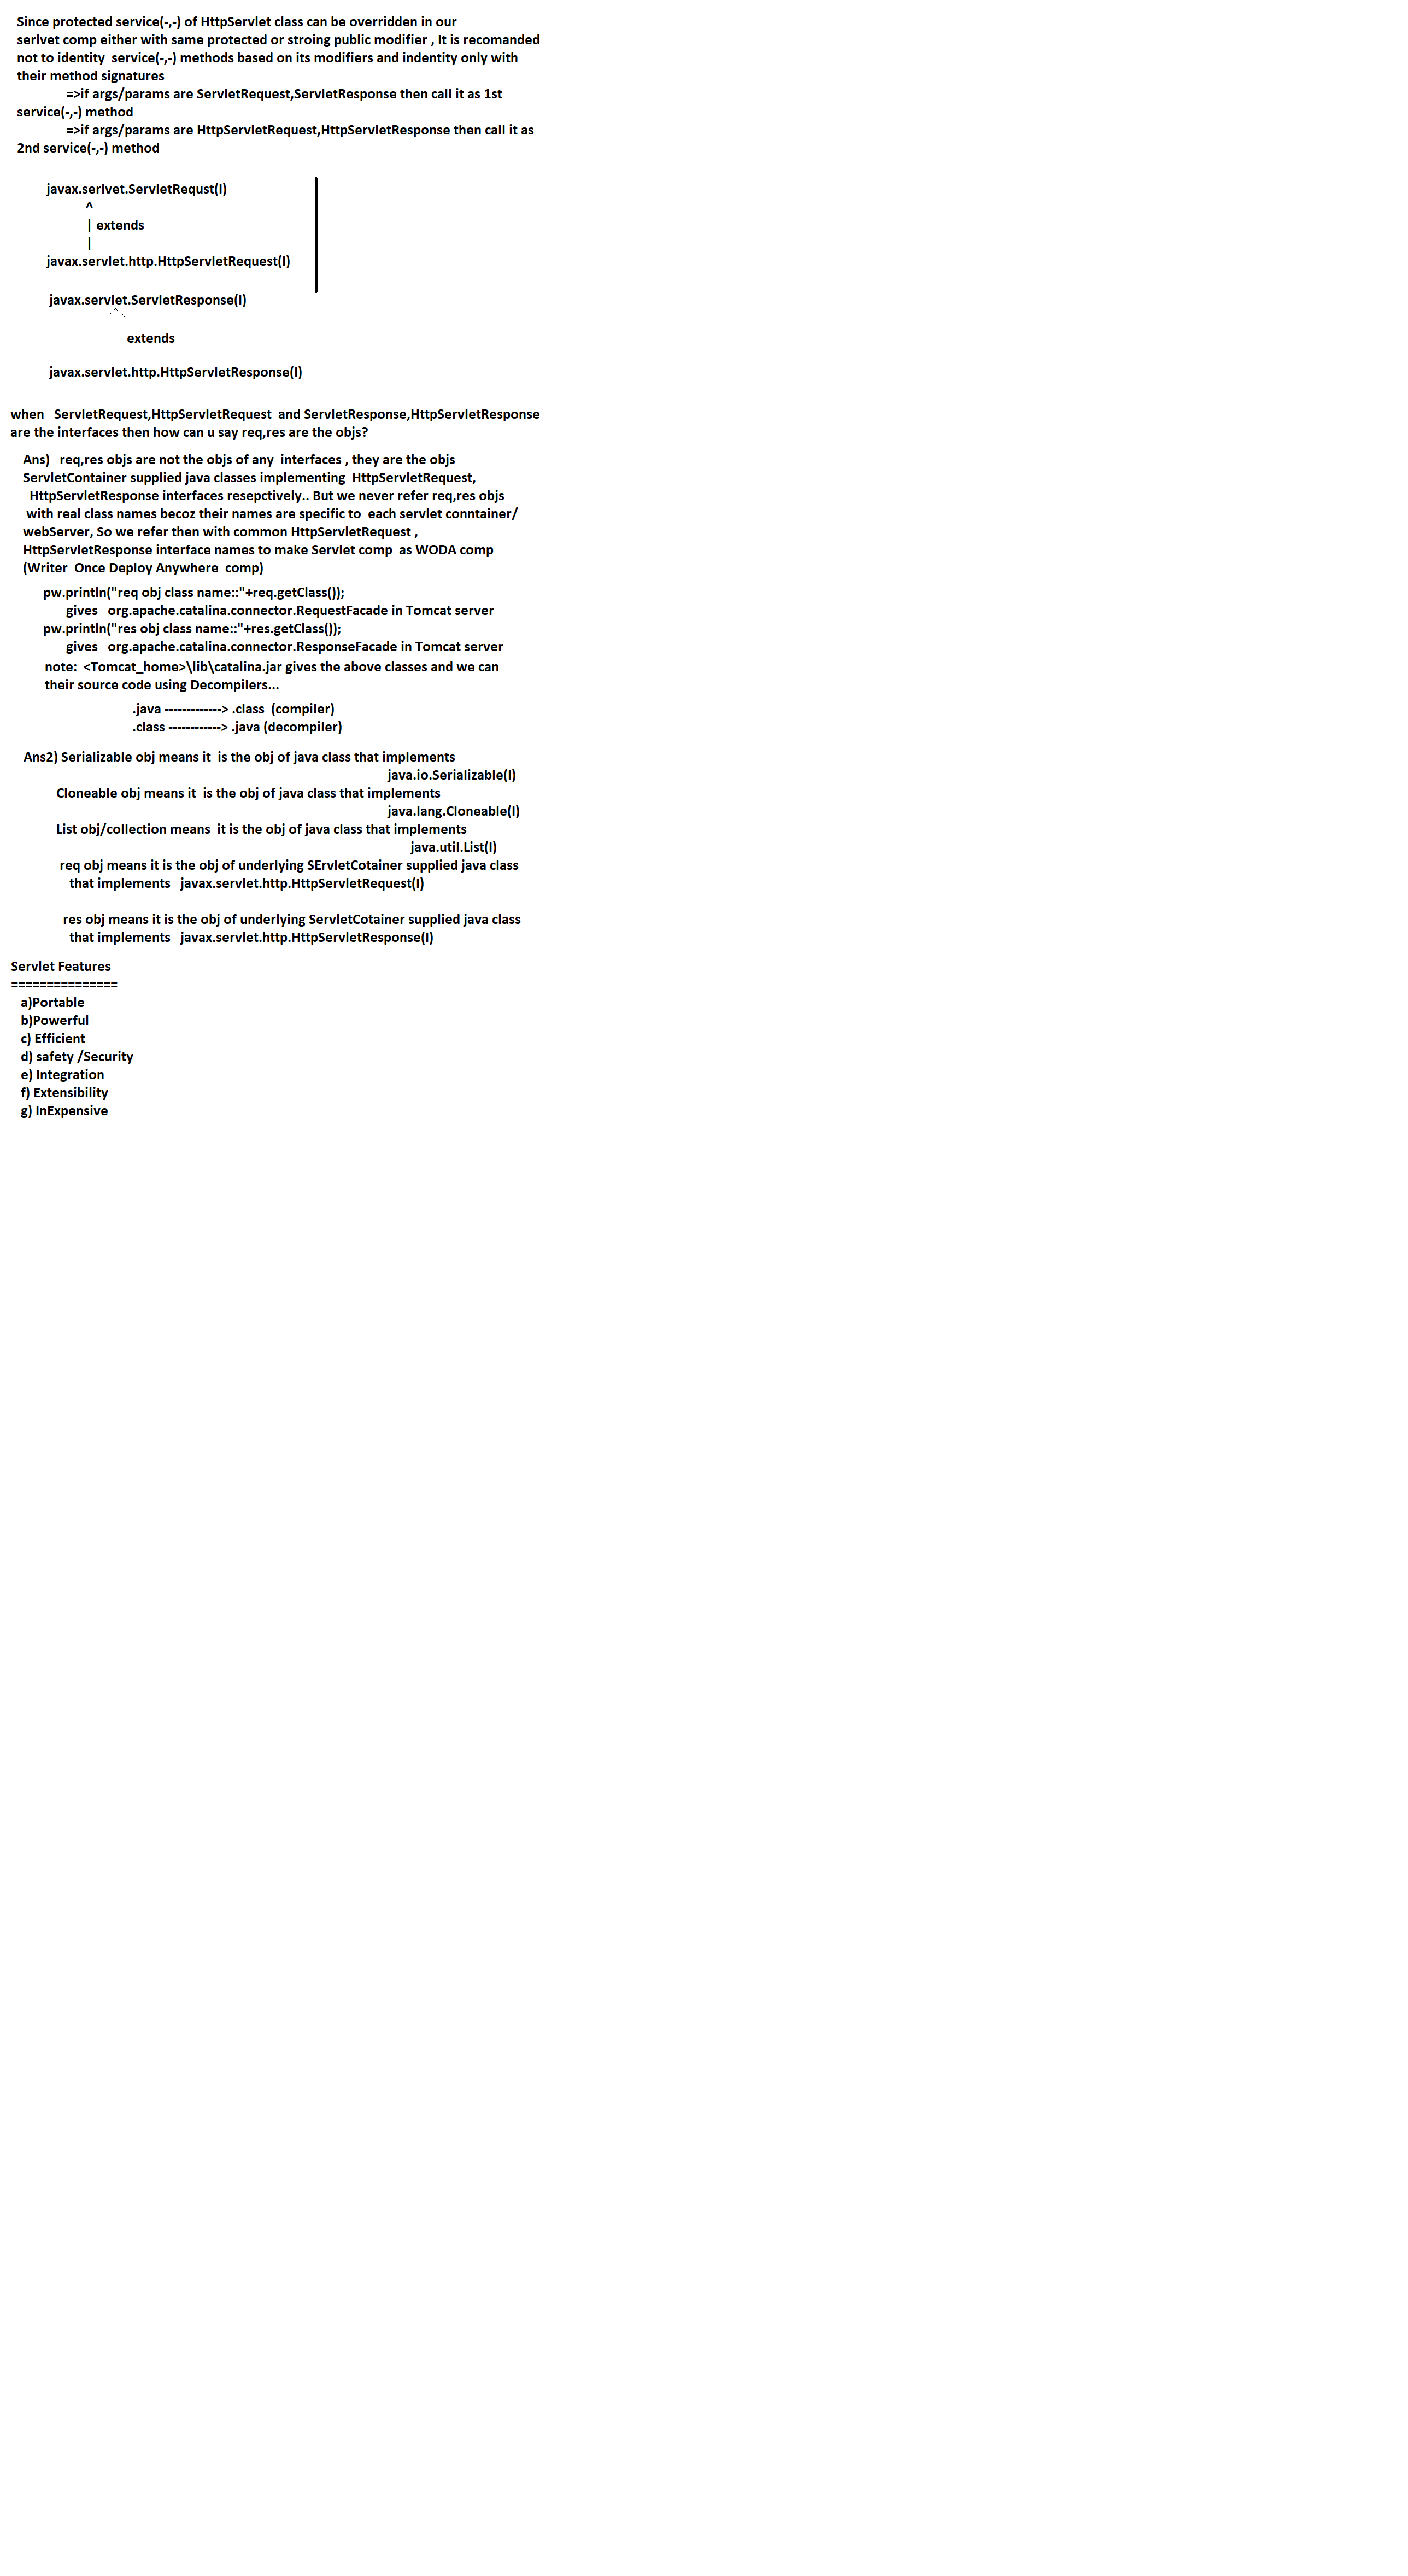 Since protected service(-,-) of HttpServlet class can be overridden in our
serlvet comp either with same protected or stroing public modifier , It is recomanded
not to identity  service(-,-) methods based on its modifiers and indentity only with
their method signatures
=>if args/params are ServletRequest,ServletResponse then call it as 1st
service(-,-) method
=>if args/params are HttpServletRequest,HttpServletResponse then call it as
2nd service(-,-) method
javax.serlvet.ServletRequst(I)
^
| extends
|
javax.servlet.http.HttpServletRequest(I)
javax.servlet.ServletResponse(I)
extends
javax.servlet.http.HttpServletResponse(I)
when   ServletRequest,HttpServletRequest  and ServletResponse,HttpServletResponse
are the interfaces then how can u say req,res are the objs?
Ans)   req,res objs are not the objs of any  interfaces , they are the objs
ServletContainer supplied java classes implementing  HttpServletRequest,
HttpServletResponse interfaces resepctively.. But we never refer req,res objs
with real class names becoz their names are specific to  each servlet conntainer/
webServer, So we refer then with common HttpServletRequest ,
HttpServletResponse interface names to make Servlet comp  as WODA comp
(Writer  Once Deploy Anywhere  comp)
pw.println("req obj class name::"+req.getClass());
gives   org.apache.catalina.connector.RequestFacade in Tomcat server
pw.println("res obj class name::"+res.getClass());
gives   org.apache.catalina.connector.ResponseFacade in Tomcat server
note:  <Tomcat_home>\lib\catalina.jar gives the above classes and we can
their source code using Decompilers...
.java -------------> .class  (compiler)
.class ------------> .java (decompiler)
Ans2) Serializable obj means it  is the obj of java class that implements
java.io.Serializable(I)
Cloneable obj means it  is the obj of java class that implements
java.lang.Cloneable(I)
List obj/collection means  it is the obj of java class that implements
java.util.List(I)
req obj means it is the obj of underlying SErvletCotainer supplied java class
that implements   javax.servlet.http.HttpServletRequest(I)
res obj means it is the obj of underlying ServletCotainer supplied java class
that implements   javax.servlet.http.HttpServletResponse(I)
Servlet Features
===============
a)Portable
b)Powerful
c) Efficient
d) safety /Security
e) Integration
f) Extensibility
g) InExpensive